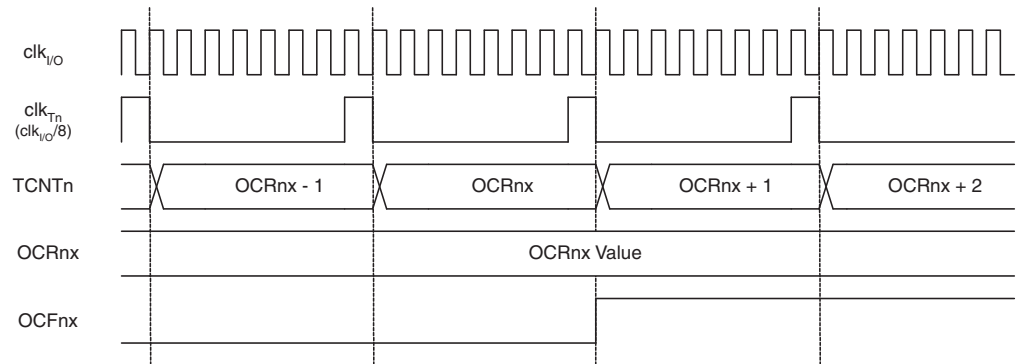 clkI/O
clkTn
(clkI/O/8)
TCNTn OCRnx - 1 OCRnx OCRnx + 1 OCRnx + 2
OCRnx OCRnx Value
OCFnx